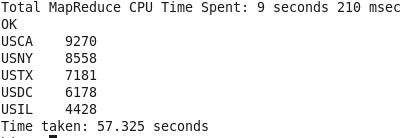 Total MapReduce CPU Time Spent: 9 seconds 210 msec
OK
USCA    9270
USNY    8558
USTX    7181
USDC    6178
USIL    4428
Time taken: 57.325 seconds